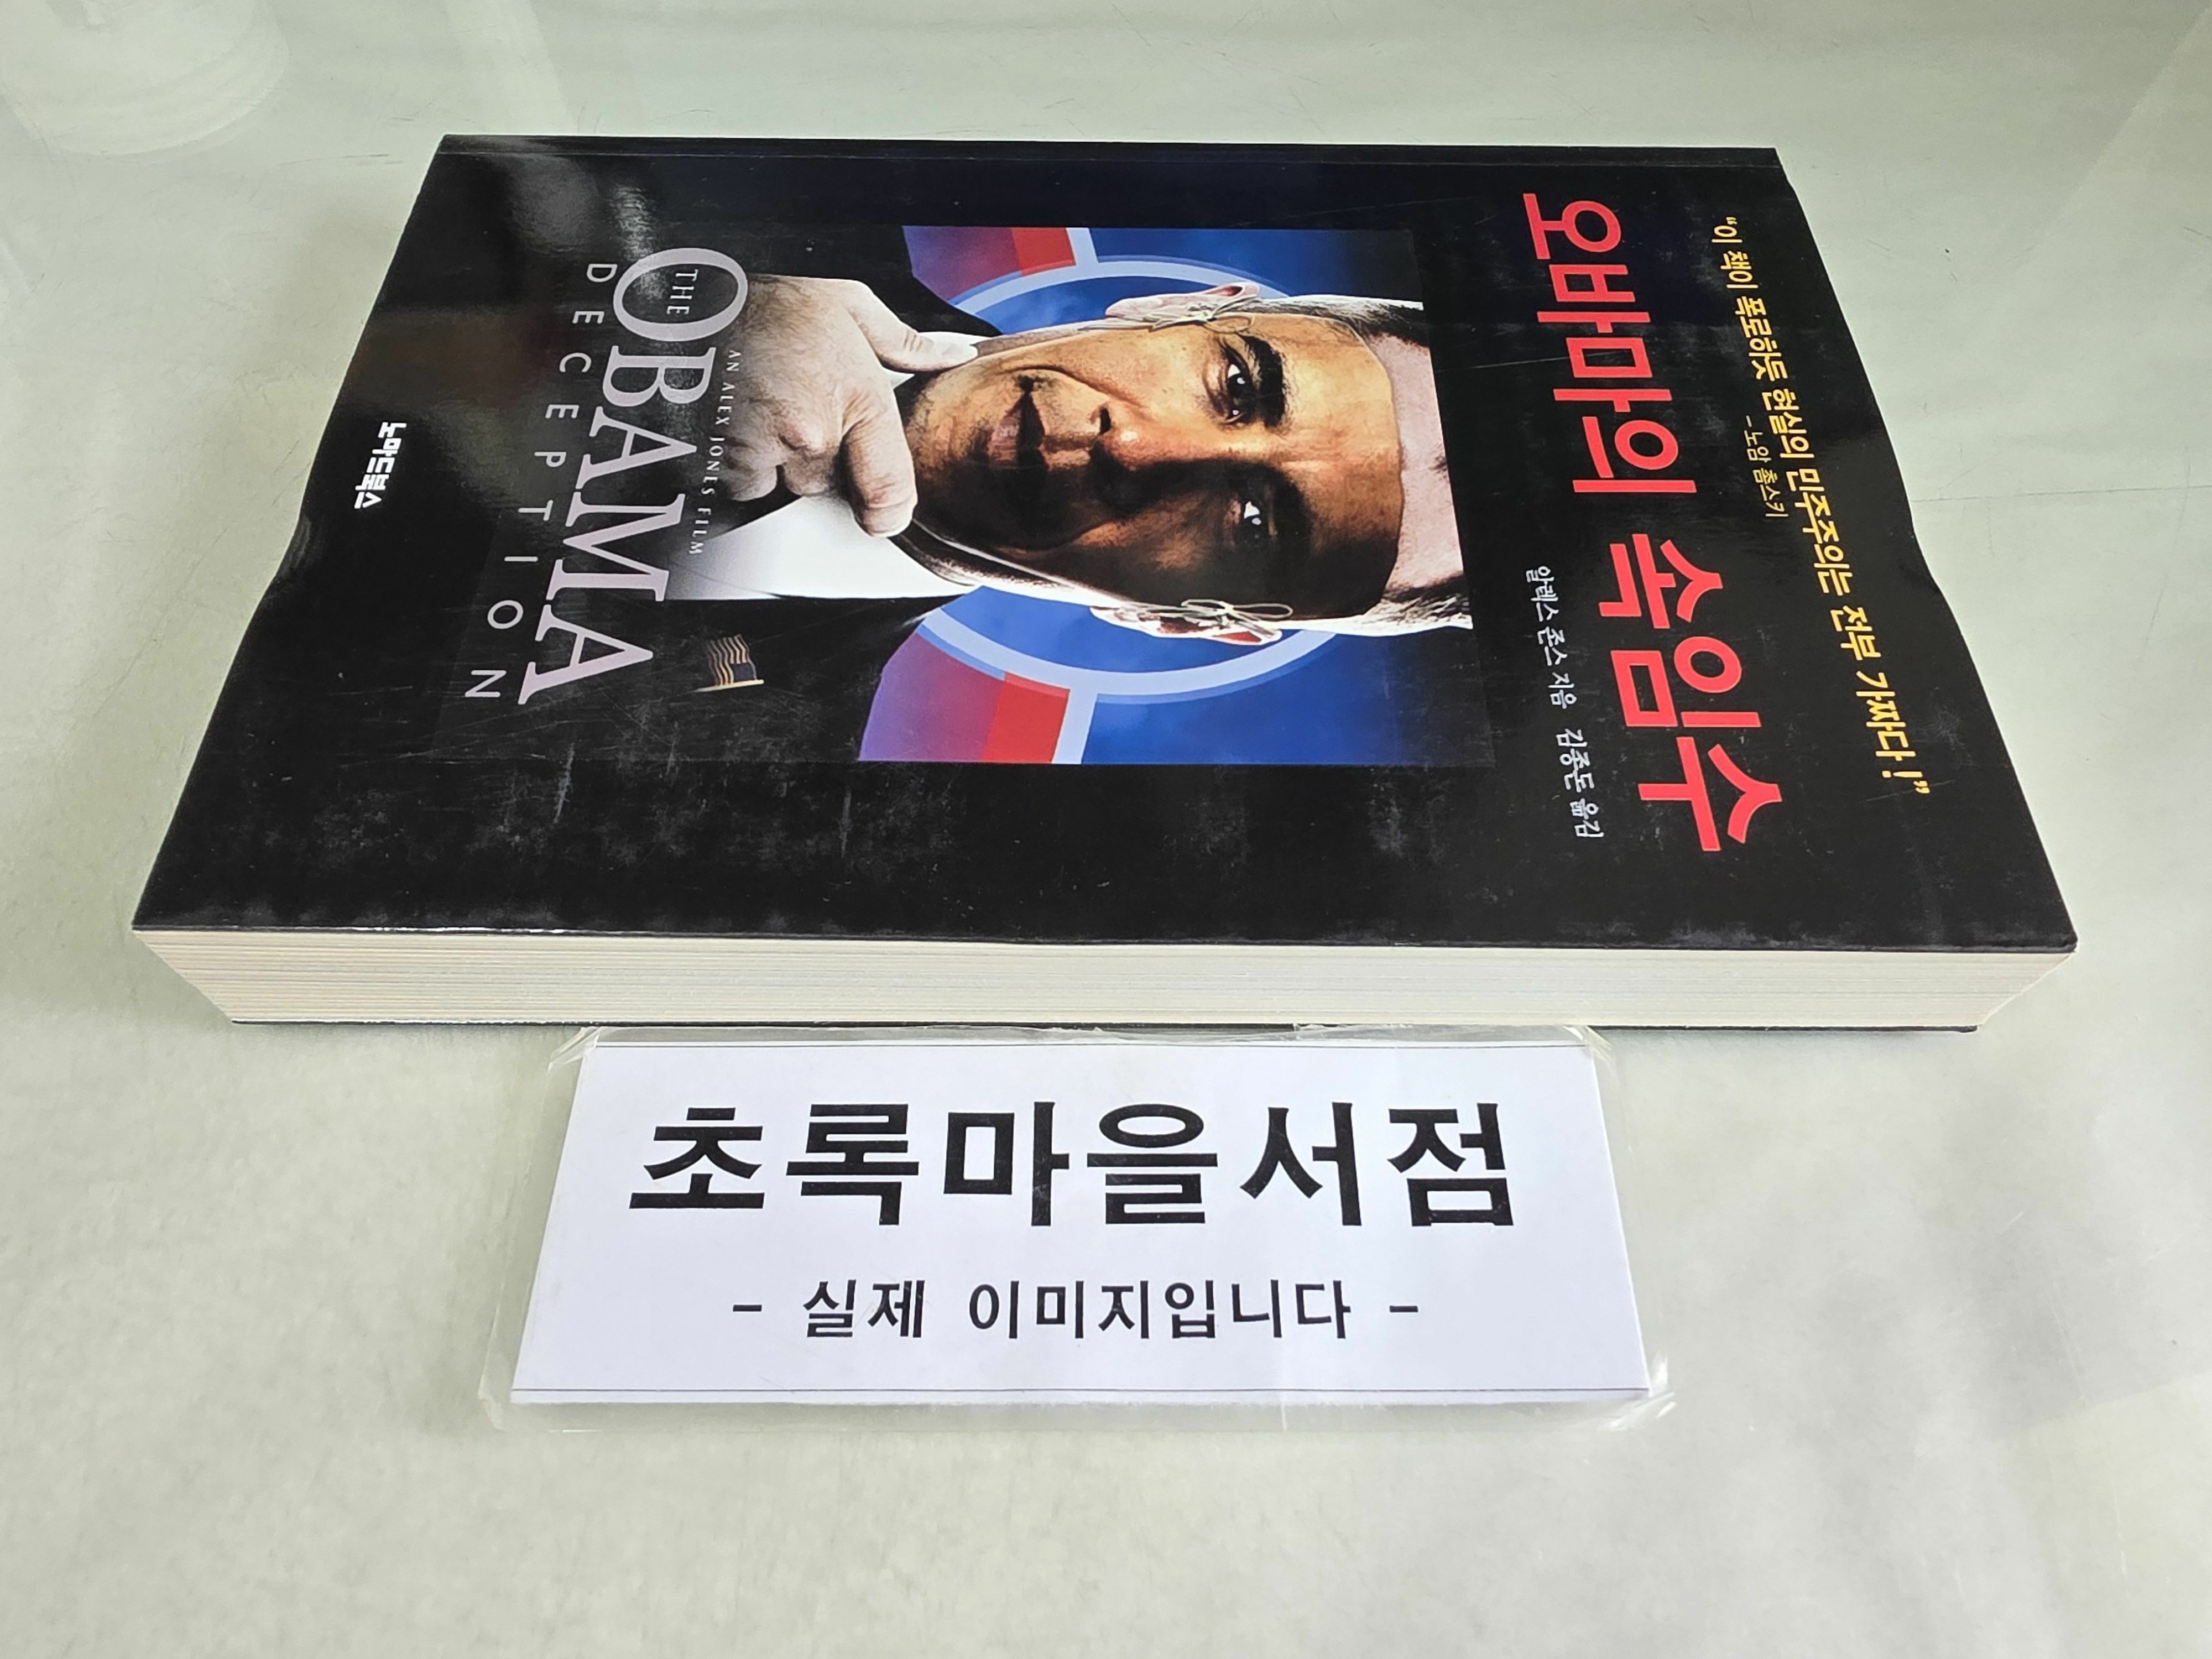 "이 책이 폭로하듯 현실의 민주주의는 전부 가짜다!"
- 노암 촘스키
오바마의 속임수
알렉스 존스 지음 김종돈 옮김
AN ALEX JONES FILM
THE
OBAMA
DECEPTION
노마드북스
초록마을서점
- 실제 이미지입니다 -